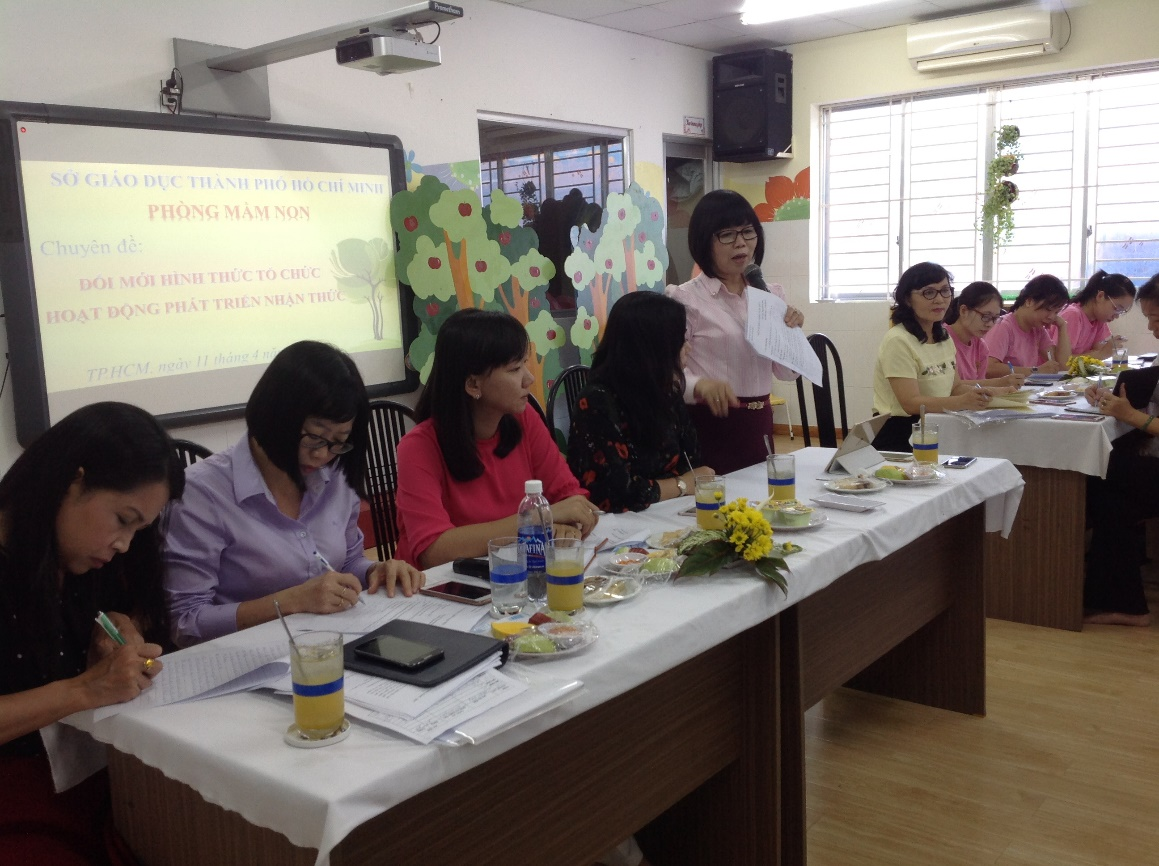 Promethean
SỞ GIÁO DỤC THÀNH PHỐ HỒ CHÍ MINH
PHÒNG MẦM NON
Chuyên đề:
ĐỔI MỚI HÌNH THỨC TỔ CHỨC
HOẠT ĐỘNG PHÁT TRIỂN NHẬN THỨC
TP.HCM, ngày 11 tháng 4
AQUAFINA